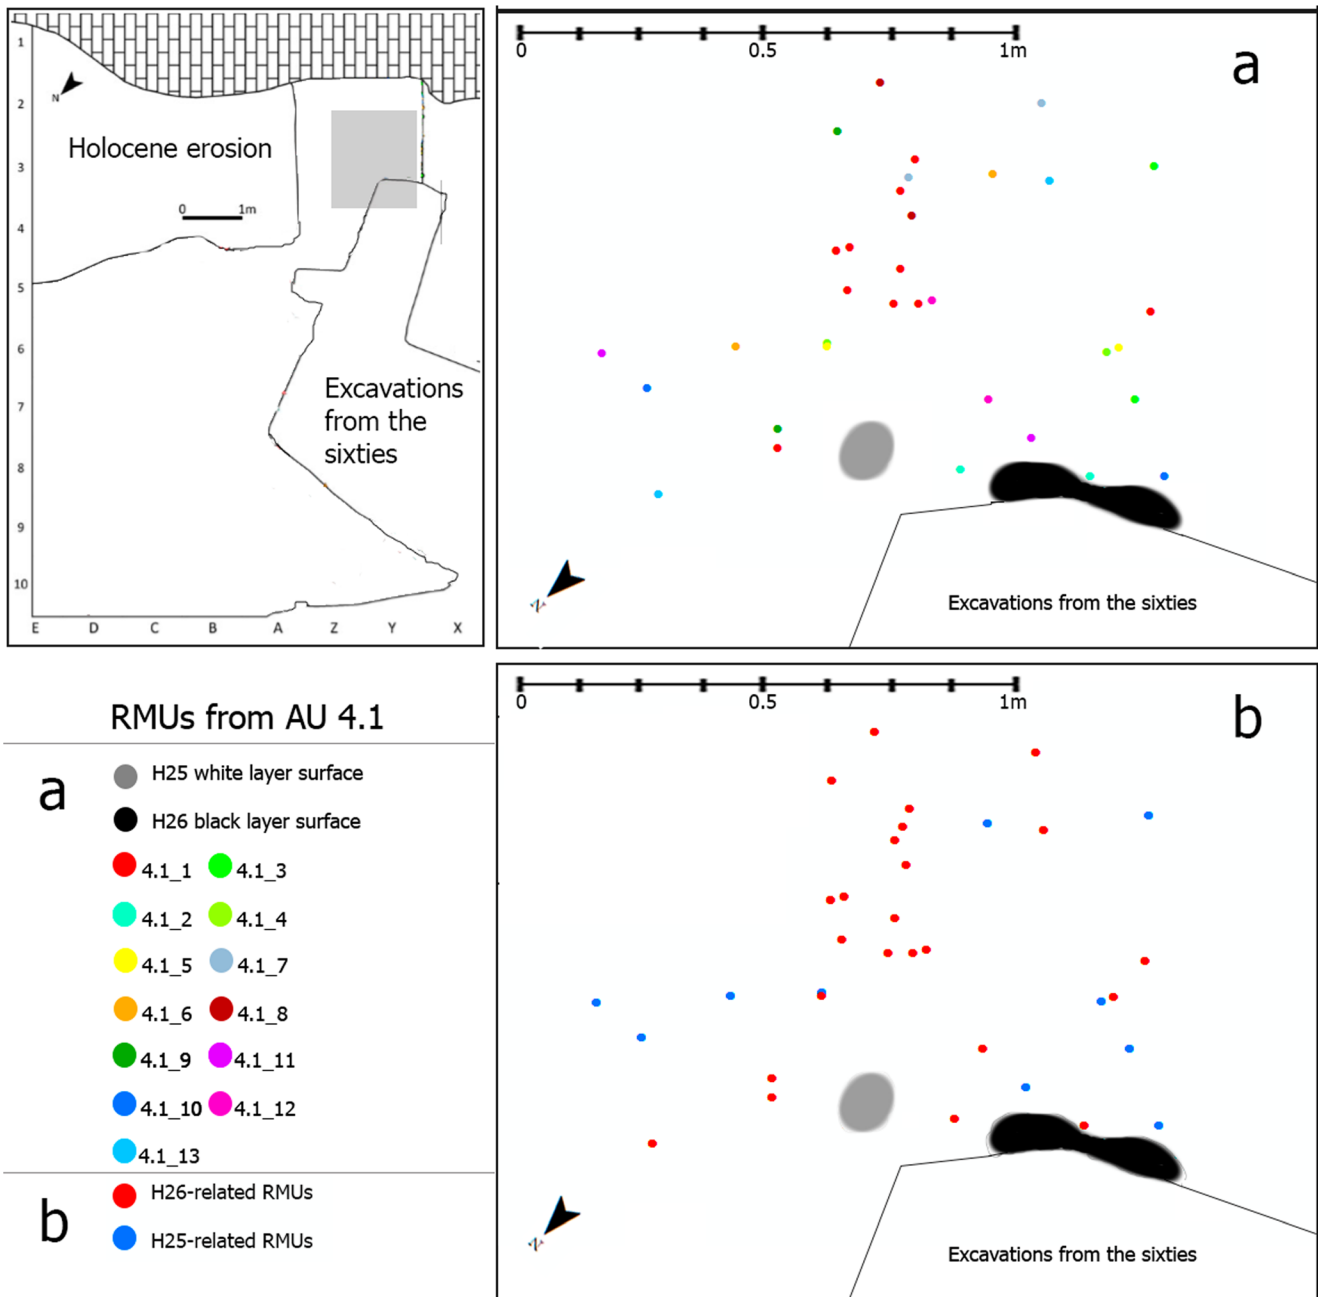 1
2
3
4
5
6
7
8
9
10
N
Holocene erosion
0 1m
Excavations
from the
sixties
E D C B A Z Y X
0 0.5 1m
a
N
Excavations from the sixties
RMUs from AU 4.1
a
H25 white layer surface
H26 black layer surface
4.1_1 4.1_3
4.1_2 4.1_4
4.1_5 4.1_7
4.1_6 4.1_8
4.1_9 4.1_11
4.1_10 4.1_12
4.1_13
b
H26-related RMUs
H25-related RMUs
0 0.5 1m
b
N
Excavations from the sixties